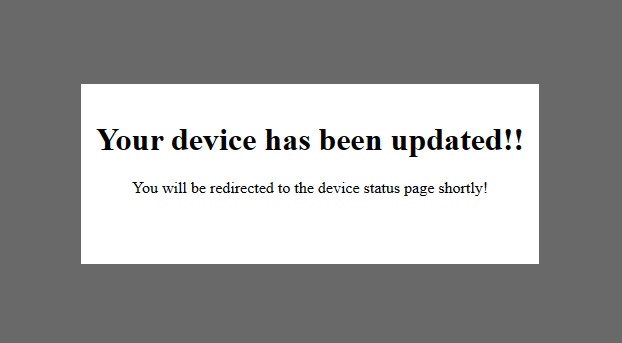 Your device has been updated!!
You will be redirected to the device status page shortly!